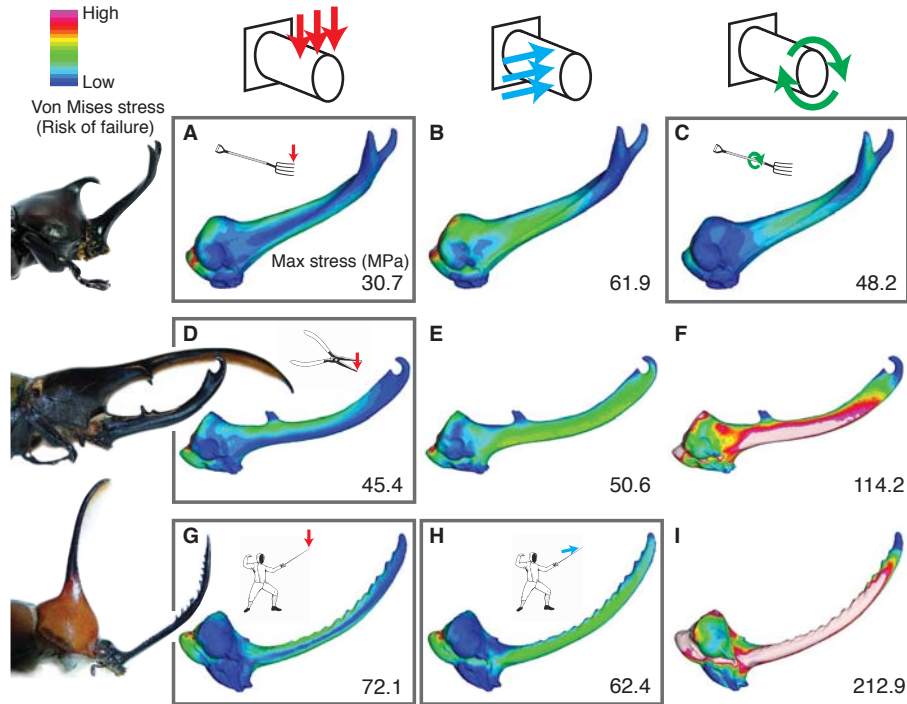 High
Low
Von Mises stress
(Risk of failure)
A
B
C
Max stress (MPa)
30.7
61.9
48.2
D
E
F
45.4
50.6
114.2
G
H
I
72.1
62.4
212.9